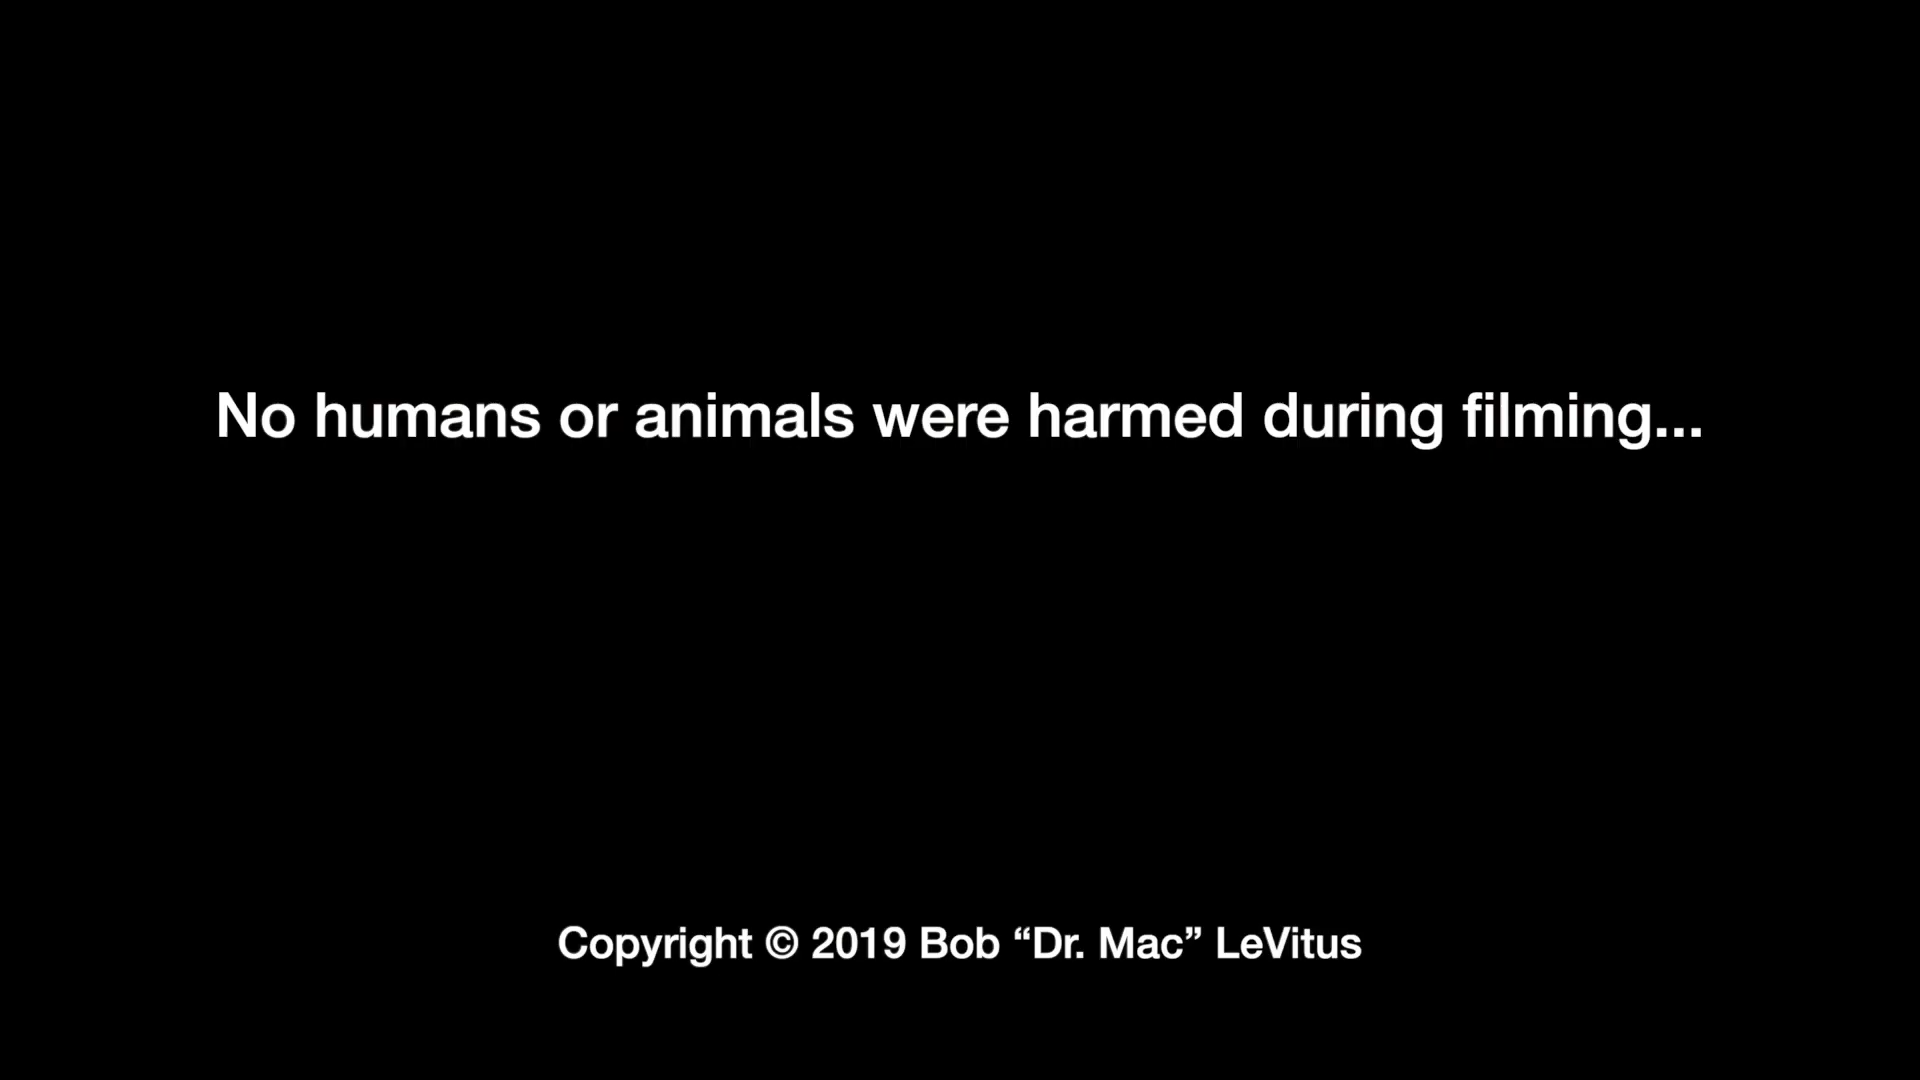 No humans or animals were harmed during filming...
Copyright © 2019 Bob “Dr. Mac” LeVitus